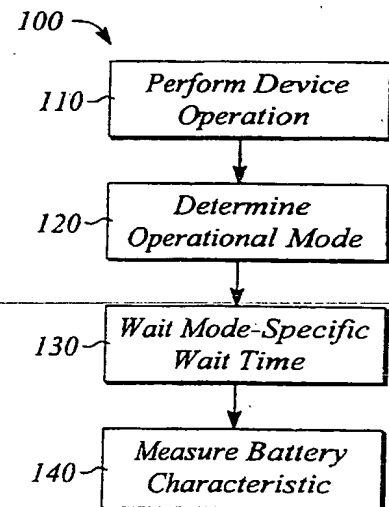 100
110
Perform Device
Operation
120
Determine
Operational Mode
130
Wait Mode-Specific
Wait Time
140
Measure Battery
Characteristic